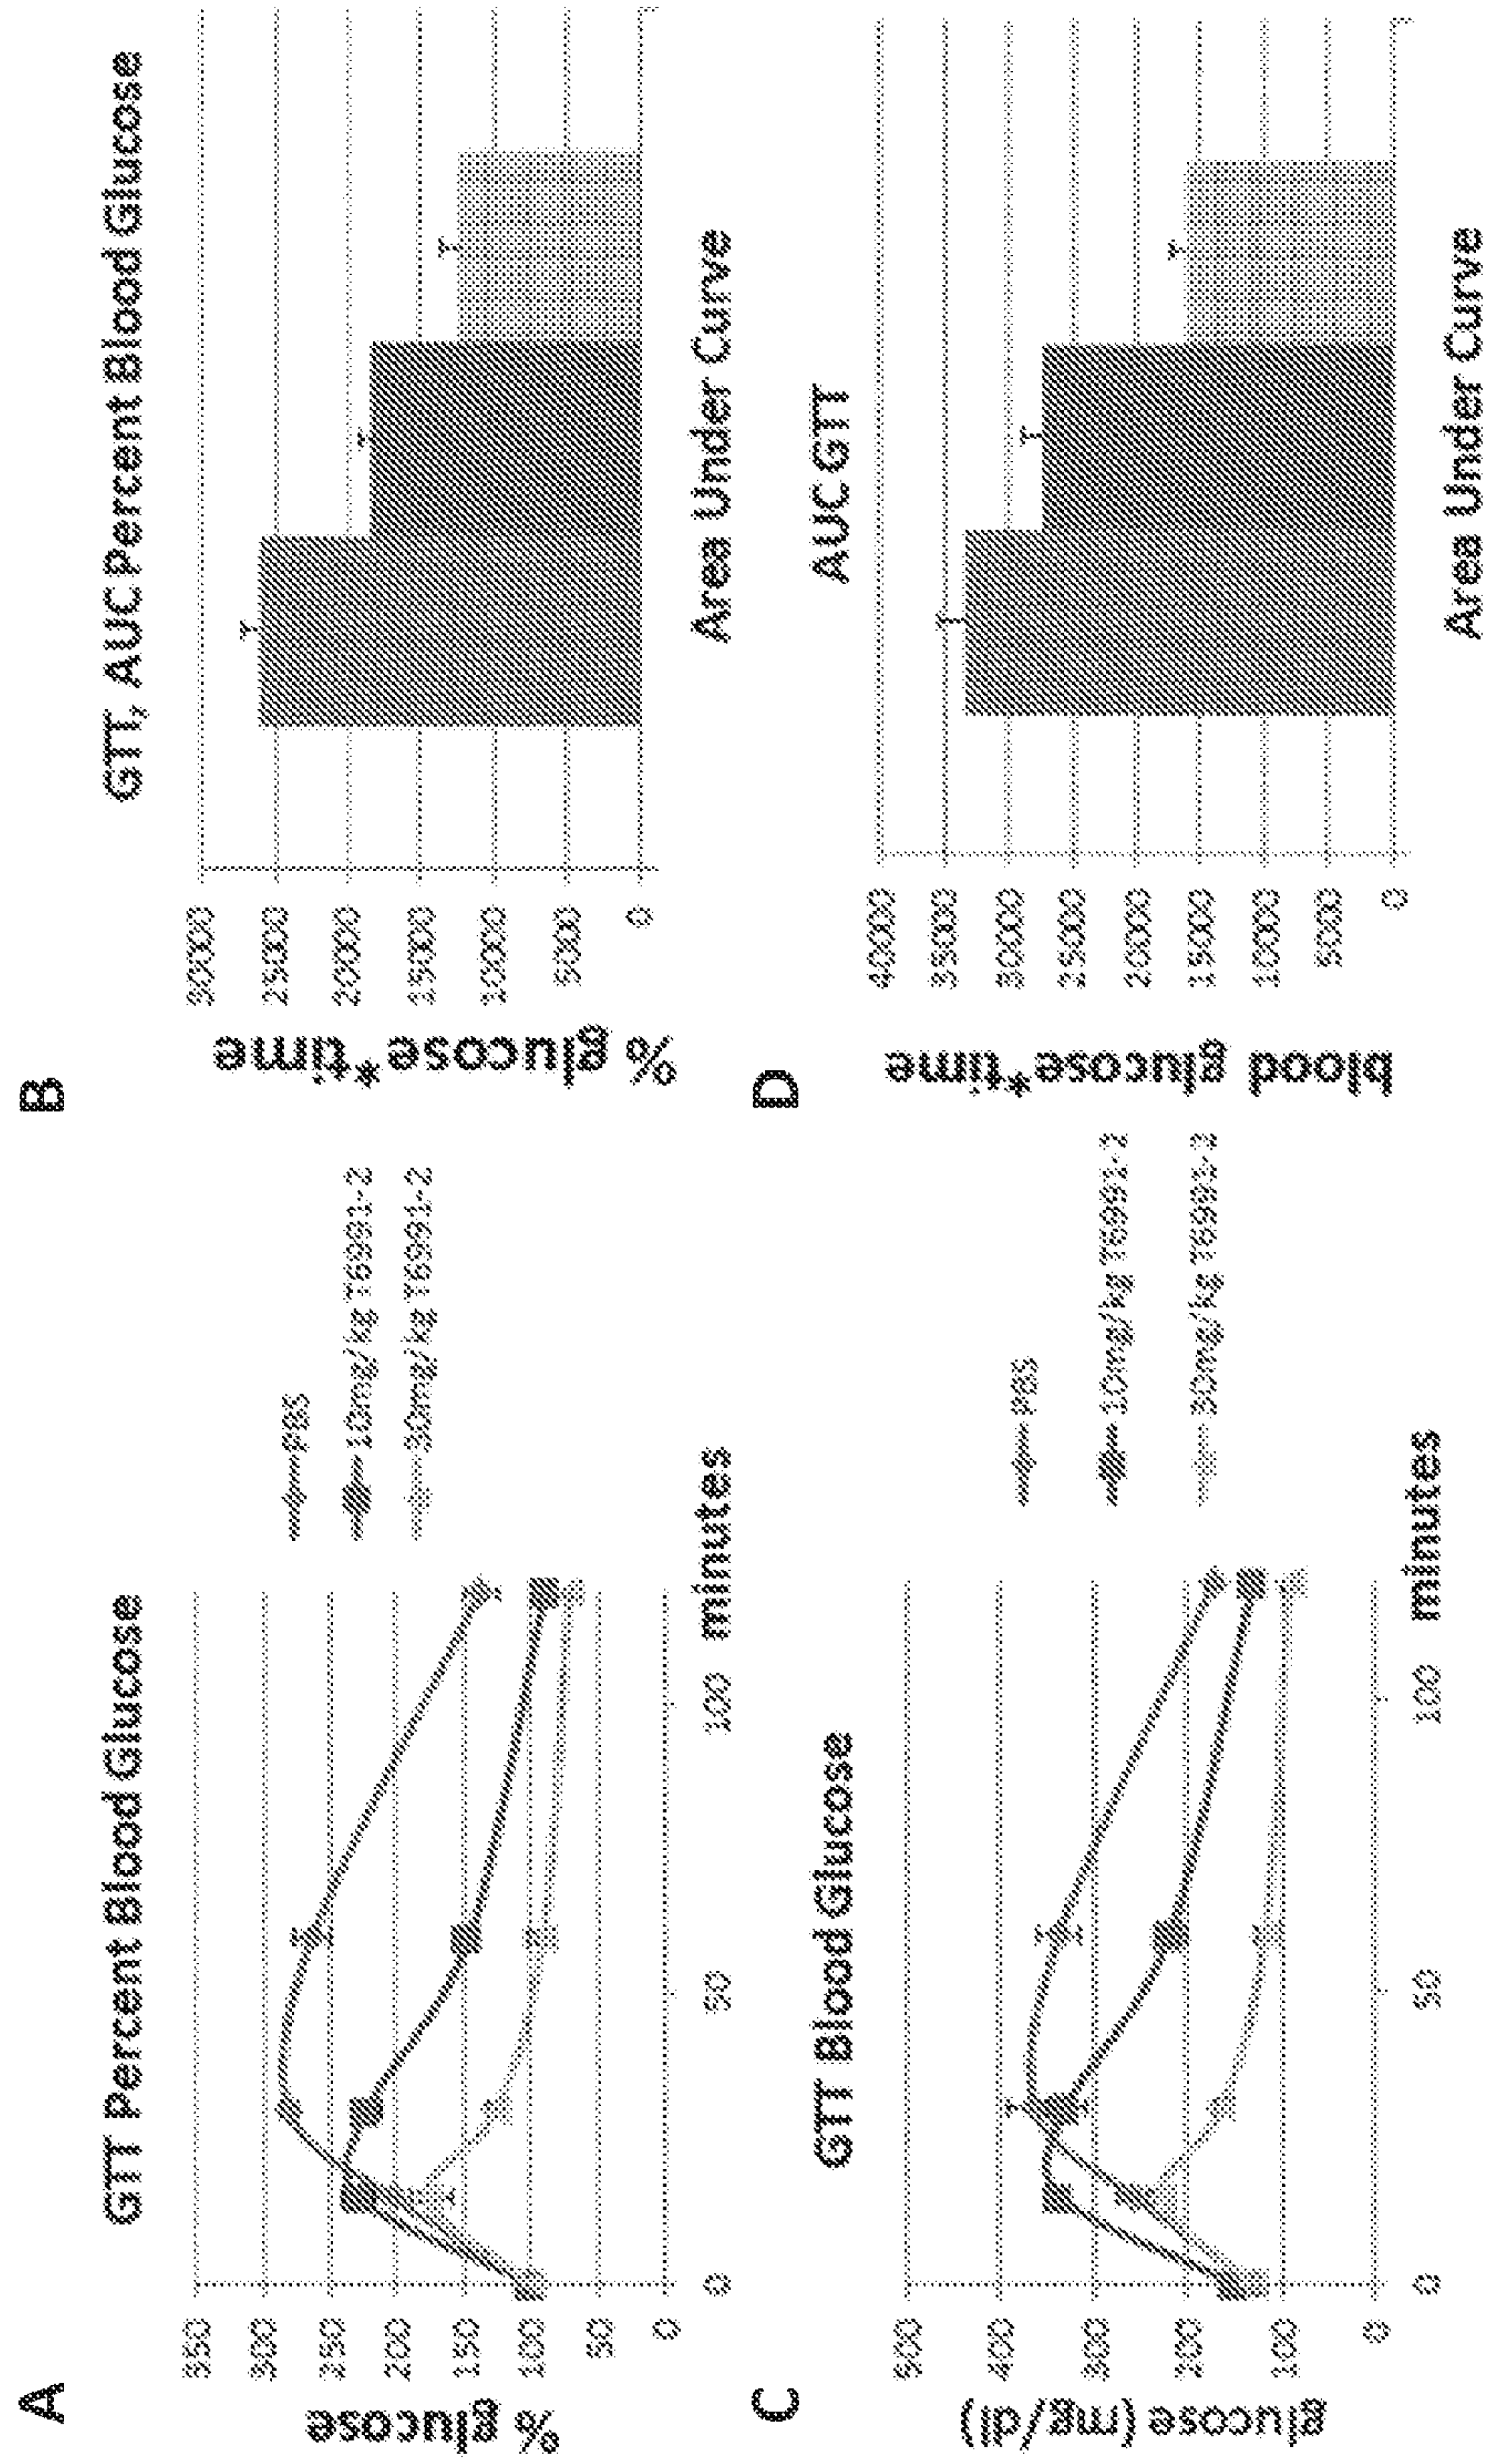 A
GTT Percent Blood Glucose
% glucose
350
300
250
200
150
100
50
0
0
50
100
minutes
PBS
10mg/kg T6991-2
30mg/kg T6991-2
B
GTT, AUC Percent Blood Glucose
% glucose*time
30000
25000
20000
15000
10000
5000
0
Area Under Curve
C
GTT Blood Glucose
glucose (mg/dl)
500
400
300
200
100
0
0
50
100
minutes
PBS
10mg/kg T6991-2
30mg/kg T6991-2
D
AUC GTT
blood
glucose*time
40000
35000
30000
25000
20000
15000
10000
5000
0
Area Under Curve